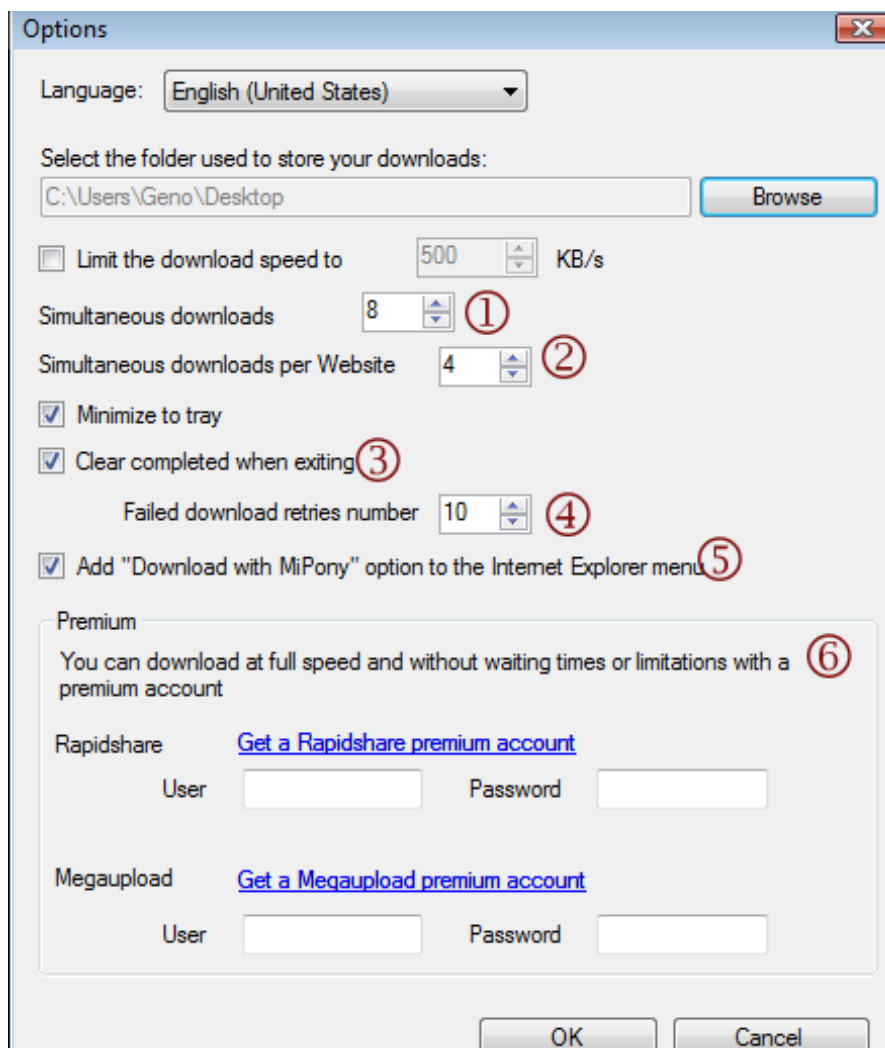 Options
Language: English (United States)
Select the folder used to store your downloads:
C:\Users\Geno\Desktop Browse
Limit the download speed to 500 KB/s
Simultaneous downloads 8 ①
Simultaneous downloads per Website 4 ②
Minimize to tray
Clear completed when exiting ③
Failed download retries number 10 ④
Add "Download with MiPony" option to the Internet Explorer menu ⑤
Premium
You can download at full speed and without waiting times or limitations with a ⑥
premium account
Rapidshare Get a Rapidshare premium account
User Password
Megaupload Get a Megaupload premium account
User Password
OK Cancel